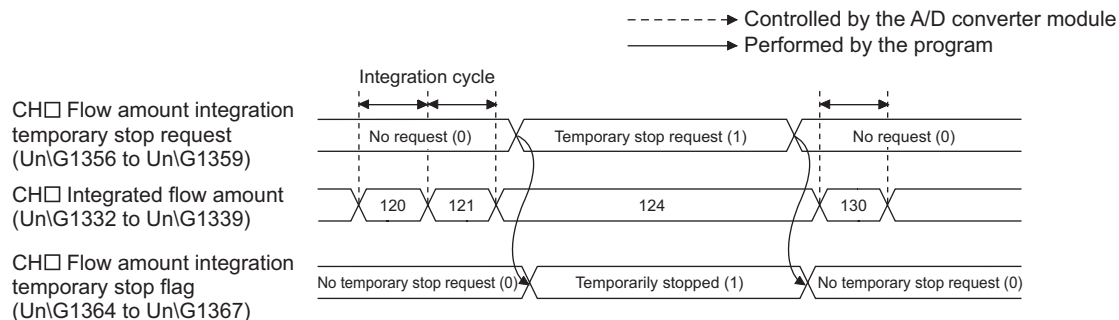 Controlled by the A/D converter module
Performed by the program
Integration cycle
CH□ Flow amount integration
temporary stop request
(Un\G1356 to Un\G1359)
No request (0)
Temporary stop request (1)
No request (0)
CH□ Integrated flow amount
(Un\G1332 to Un\G1339)
120
121
124
130
CH□ Flow amount integration
temporary stop flag
(Un\G1364 to Un\G1367)
No temporary stop request (0)
Temporarily stopped (1)
No temporary stop request (0)